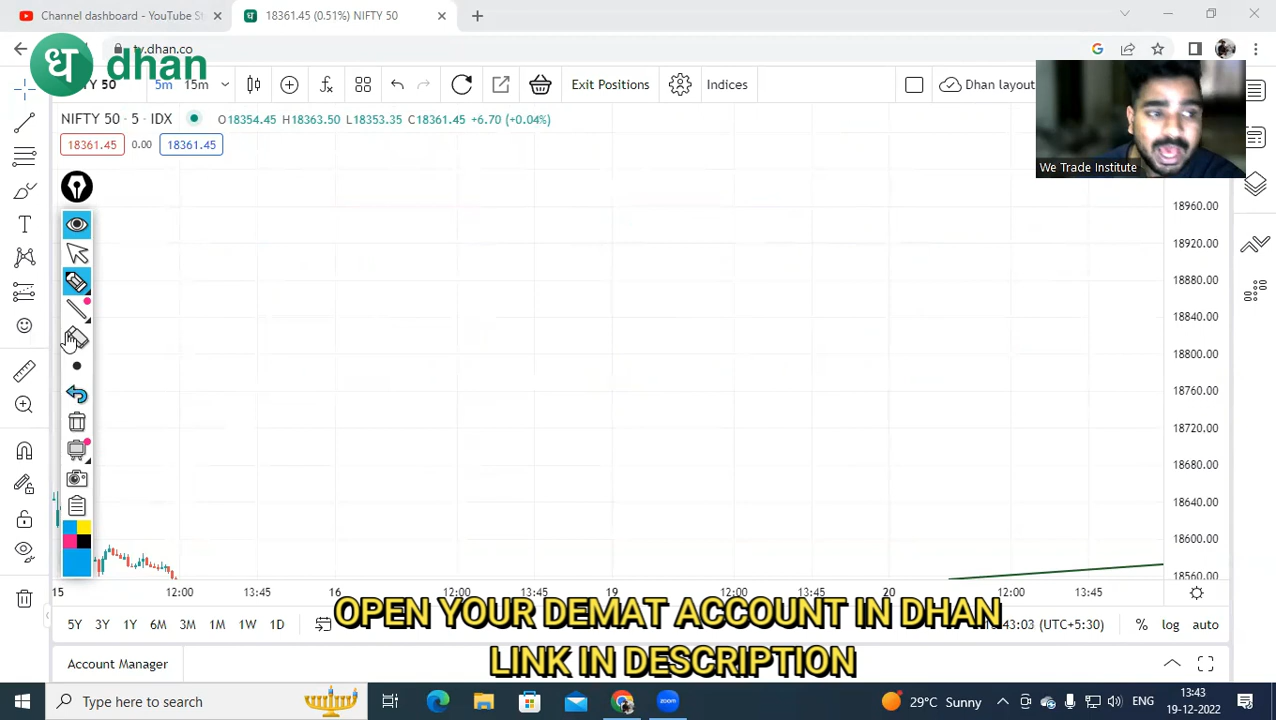 Channel dashboard - YouTube St
18361.45 (0.51%) NIFTY 50
tv.dhan.co
ध dhan
NIFTY 50 5m 15m Exit Positions Indices Dhan layout
NIFTY 50 · 5 · IDX O18354.45 H18363.50 L18353.35 C18361.45 +6.70 (+0.04%)
18361.45 0.00 18361.45
We Trade Institute
18960.00
18920.00
18880.00
18840.00
18800.00
18760.00
18720.00
18680.00
18640.00
18600.00
18560.00
15 12:00 13:45 16 12:00 13:45 19 12:00 13:45 20 12:00 13:45
5Y 3Y 1Y 6M 3M 1M 1W 1D :43:03 (UTC+5:30) % log auto
OPEN YOUR DEMAT ACCOUNT IN DHAN
LINK IN DESCRIPTION
Account Manager
Type here to search zoom 29°C Sunny ENG 13:43
19-12-2022